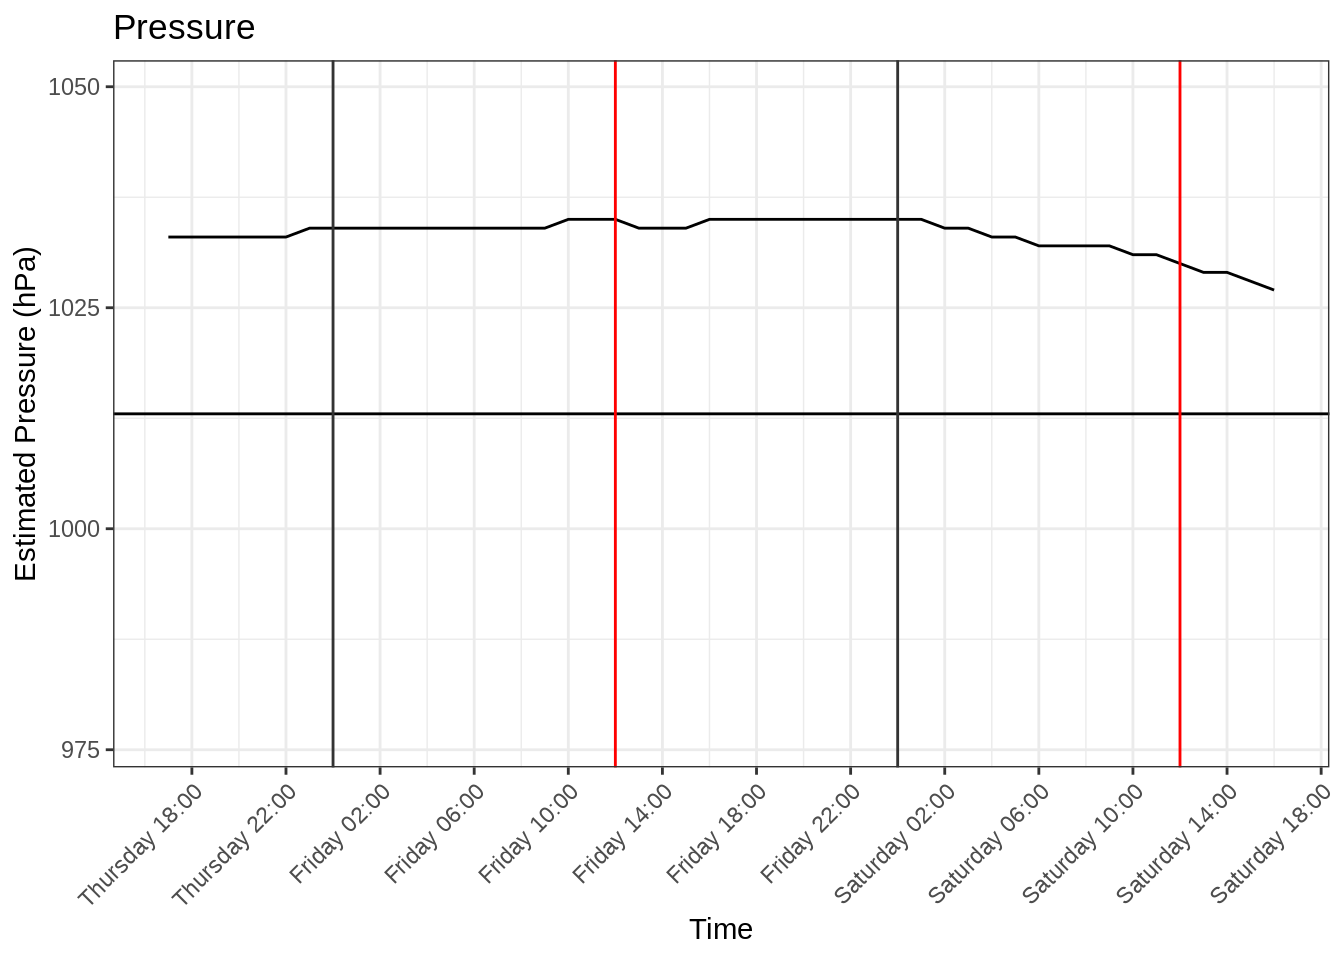 Pressure
Estimated Pressure (hPa)
1050
1025
1000
975
Thursday 18:00
Thursday 22:00
Friday 02:00
Friday 06:00
Friday 10:00
Friday 14:00
Friday 18:00
Friday 22:00
Saturday 02:00
Saturday 06:00
Saturday 10:00
Saturday 14:00
Saturday 18:00
Time